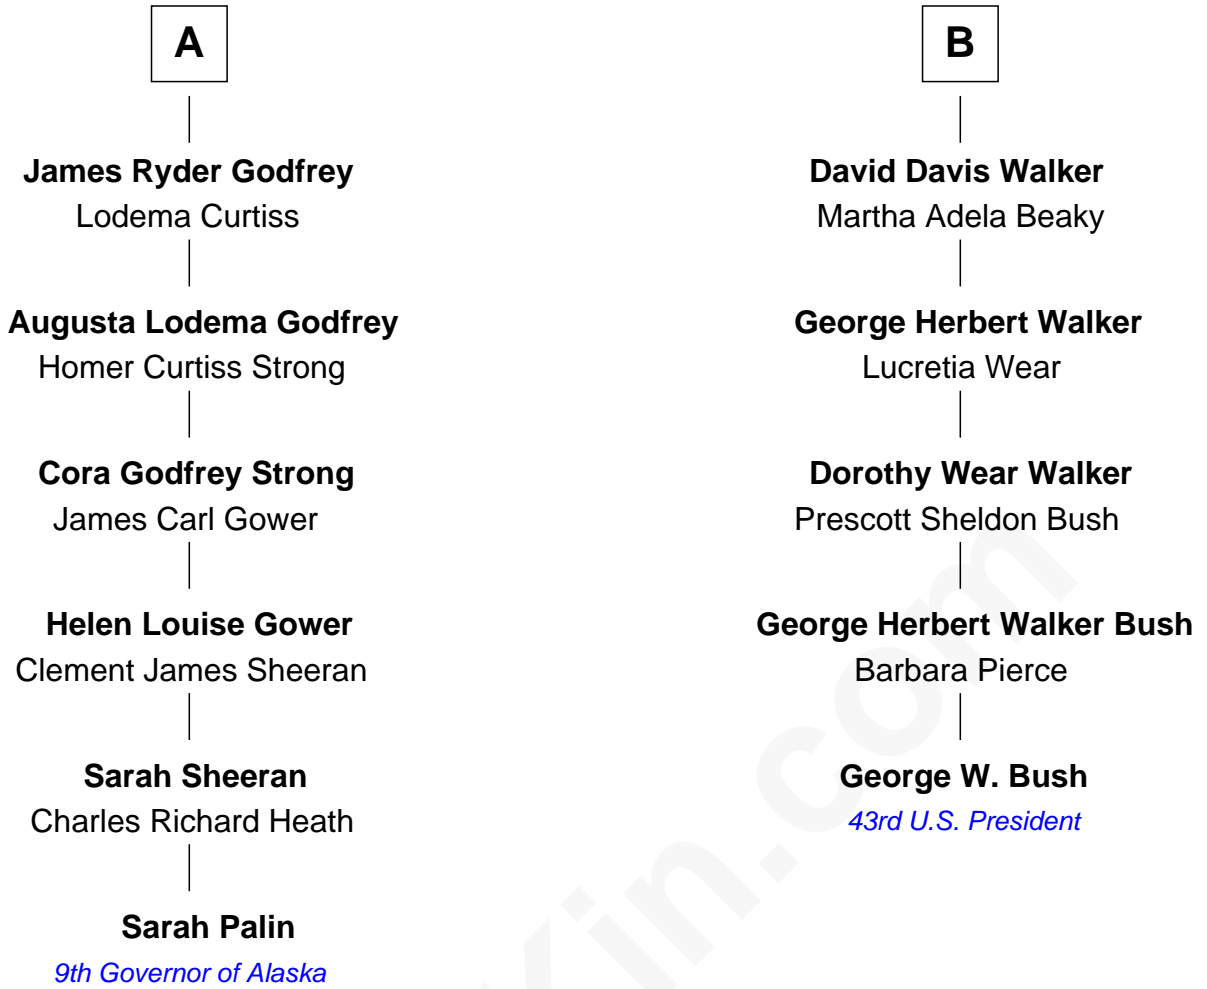 A
James Ryder Godfrey
Lodema Curtiss
Augusta Lodema Godfrey
Homer Curtiss Strong
Cora Godfrey Strong
James Carl Gower
Helen Louise Gower
Clement James Sheeran
Sarah Sheeran
Charles Richard Heath
Sarah Palin
9th Governor of Alaska
B
David Davis Walker
Martha Adela Beaky
George Herbert Walker
Lucretia Wear
Dorothy Wear Walker
Prescott Sheldon Bush
George Herbert Walker Bush
Barbara Pierce
George W. Bush
43rd U.S. President
Kin.com